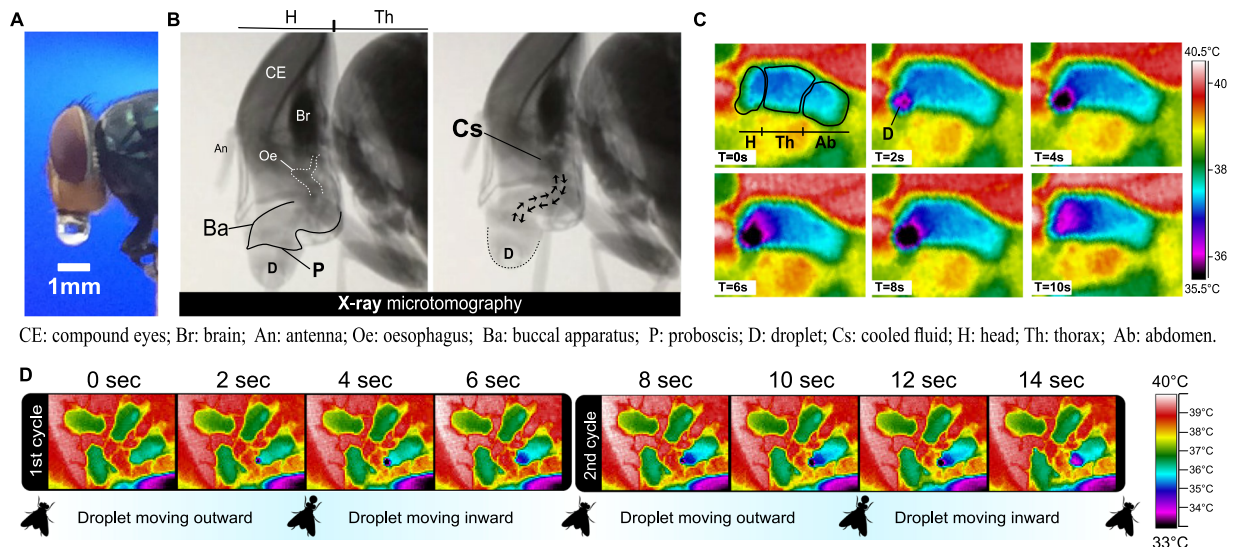 A
1mm
B
H
Th
CE
Br
An
Oe
Ba
D
P
Cs
D
X-ray microtomography
C
H
Th
Ab
T=0s
D
T=2s
T=4s
T=6s
T=8s
T=10s
40.5°C
40
38
36
35.5°C
CE: compound eyes; Br: brain; An: antenna; Oe: oesophagus; Ba: buccal apparatus; P: proboscis; D: droplet; Cs: cooled fluid; H: head; Th: thorax; Ab: abdomen.
D
0 sec
2 sec
4 sec
6 sec
8 sec
10 sec
12 sec
14 sec
1st cycle
2nd cycle
Droplet moving outward
Droplet moving inward
Droplet moving outward
Droplet moving inward
40°C
39°C
38°C
37°C
36°C
35°C
34°C
33°C